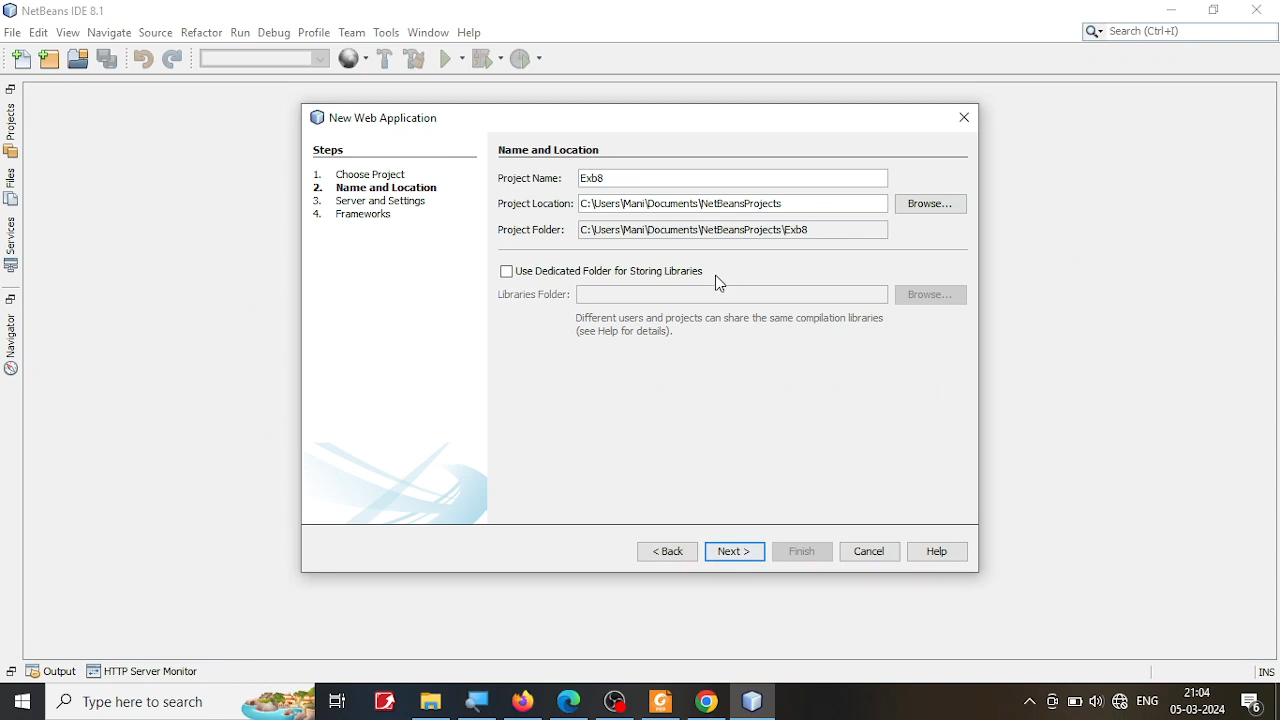 NetBeans IDE 8.1
File Edit View Navigate Source Refactor Run Debug Profile Team Tools Window Help
Search (Ctrl+I)
Projects
Files
Services
Navigator
New Web Application
Steps
1. Choose Project
2. Name and Location
3. Server and Settings
4. Frameworks
Name and Location
Project Name: Exb8
Project Location: C:\Users\Mani\Documents\NetBeansProjects Browse...
Project Folder: C:\Users\Mani\Documents\NetBeansProjects\Exb8
Use Dedicated Folder for Storing Libraries
Libraries Folder: Browse...
Different users and projects can share the same compilation libraries
(see Help for details).
< Back Next > Finish Cancel Help
Output HTTP Server Monitor INS
Type here to search
ENG
21:04
05-03-2024
6